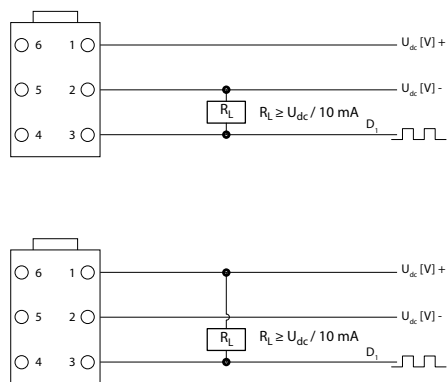 6 1 U_dc [V] +
5 2 U_dc [V] -
R_L R_L ≥ U_dc / 10 mA
4 3 D_1
6 1 U_dc [V] +
5 2 U_dc [V] -
R_L R_L ≥ U_dc / 10 mA
4 3 D_1